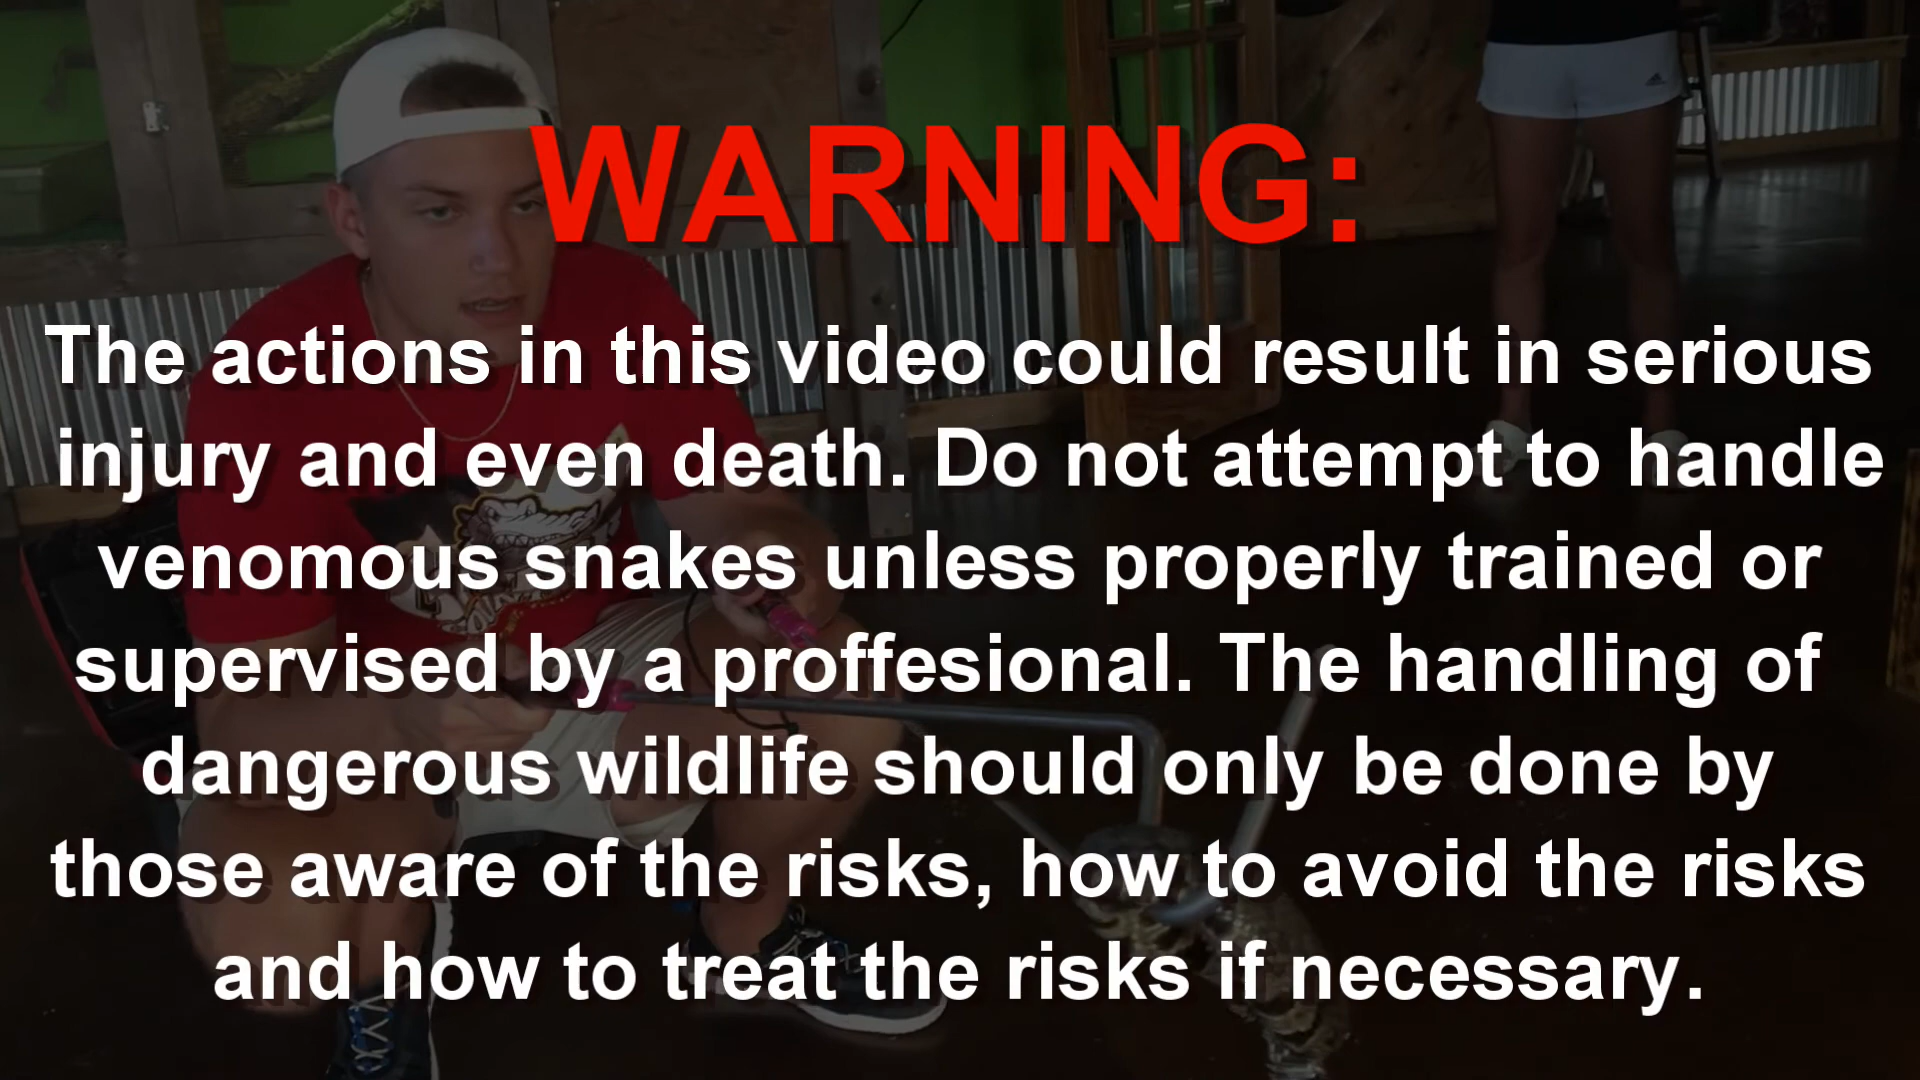 WARNING:
The actions in this video could result in serious
injury and even death. Do not attempt to handle
venomous snakes unless properly trained or
supervised by a proffesional. The handling of
dangerous wildlife should only be done by
those aware of the risks, how to avoid the risks
and how to treat the risks if necessary.